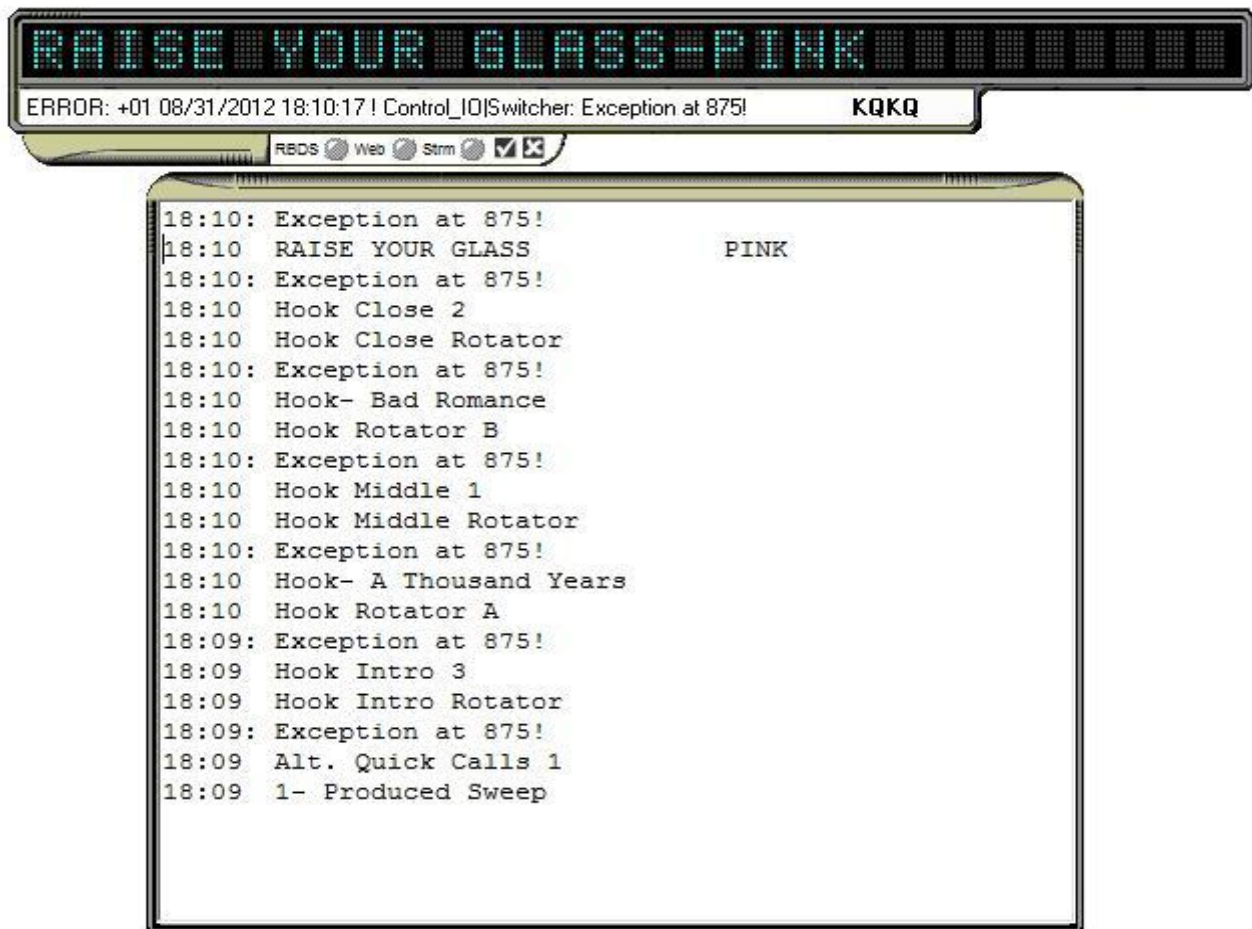 RAISE YOUR GLASS-PINK
ERROR: +01 08/31/2012 18:10:17 ! Control_IO|Switcher: Exception at 875! KQKQ
RBDS Web Strm
18:10: Exception at 875!
18:10 RAISE YOUR GLASS PINK
18:10: Exception at 875!
18:10 Hook Close 2
18:10 Hook Close Rotator
18:10: Exception at 875!
18:10 Hook- Bad Romance
18:10 Hook Rotator B
18:10: Exception at 875!
18:10 Hook Middle 1
18:10 Hook Middle Rotator
18:10: Exception at 875!
18:10 Hook- A Thousand Years
18:10 Hook Rotator A
18:09: Exception at 875!
18:09 Hook Intro 3
18:09 Hook Intro Rotator
18:09: Exception at 875!
18:09 Alt. Quick Calls 1
18:09 1- Produced Sweep